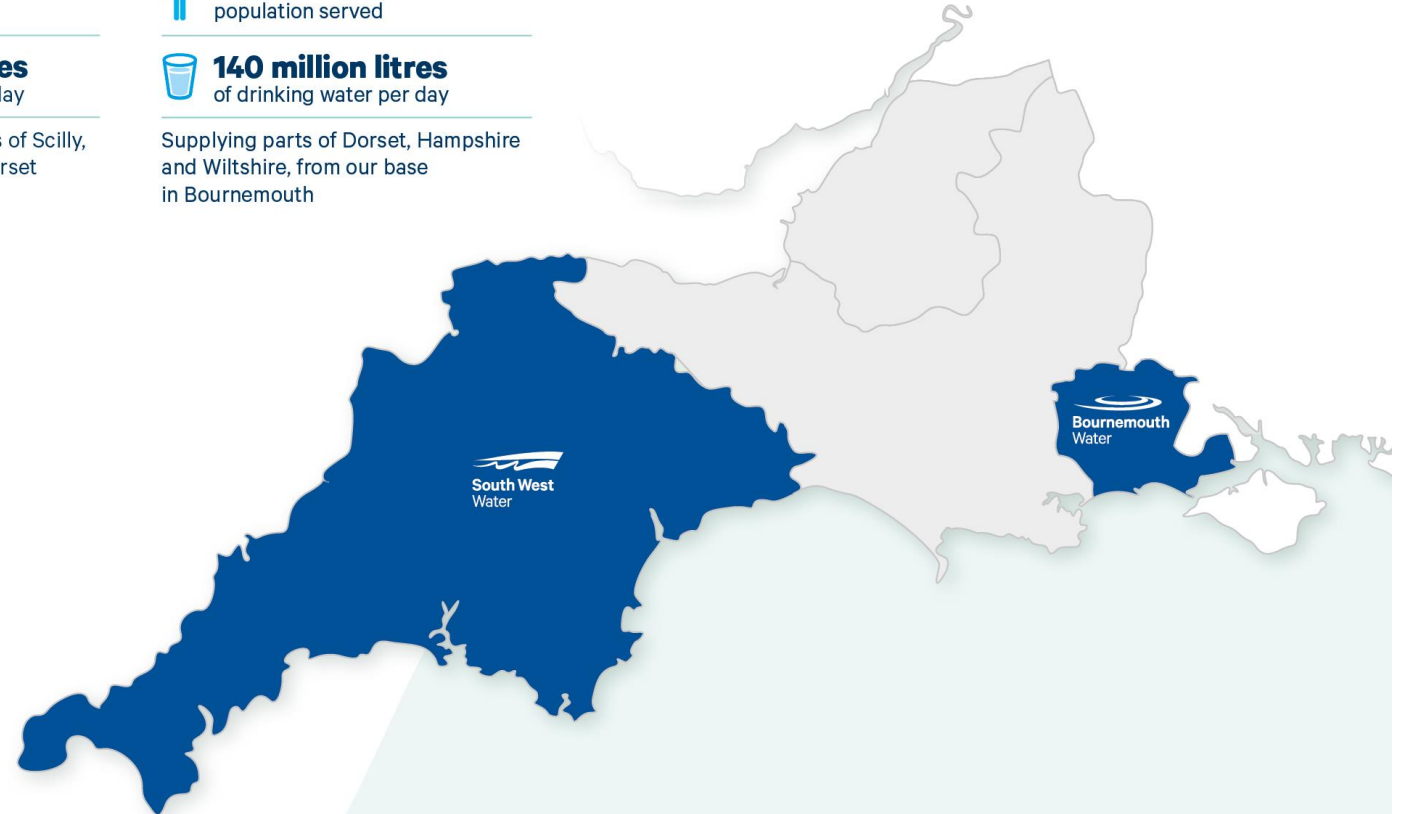 population served
es
lay
140 million litres
of drinking water per day
s of Scilly,
rset
Supplying parts of Dorset, Hampshire
and Wiltshire, from our base
in Bournemouth
Bournemouth
Water
South West
Water